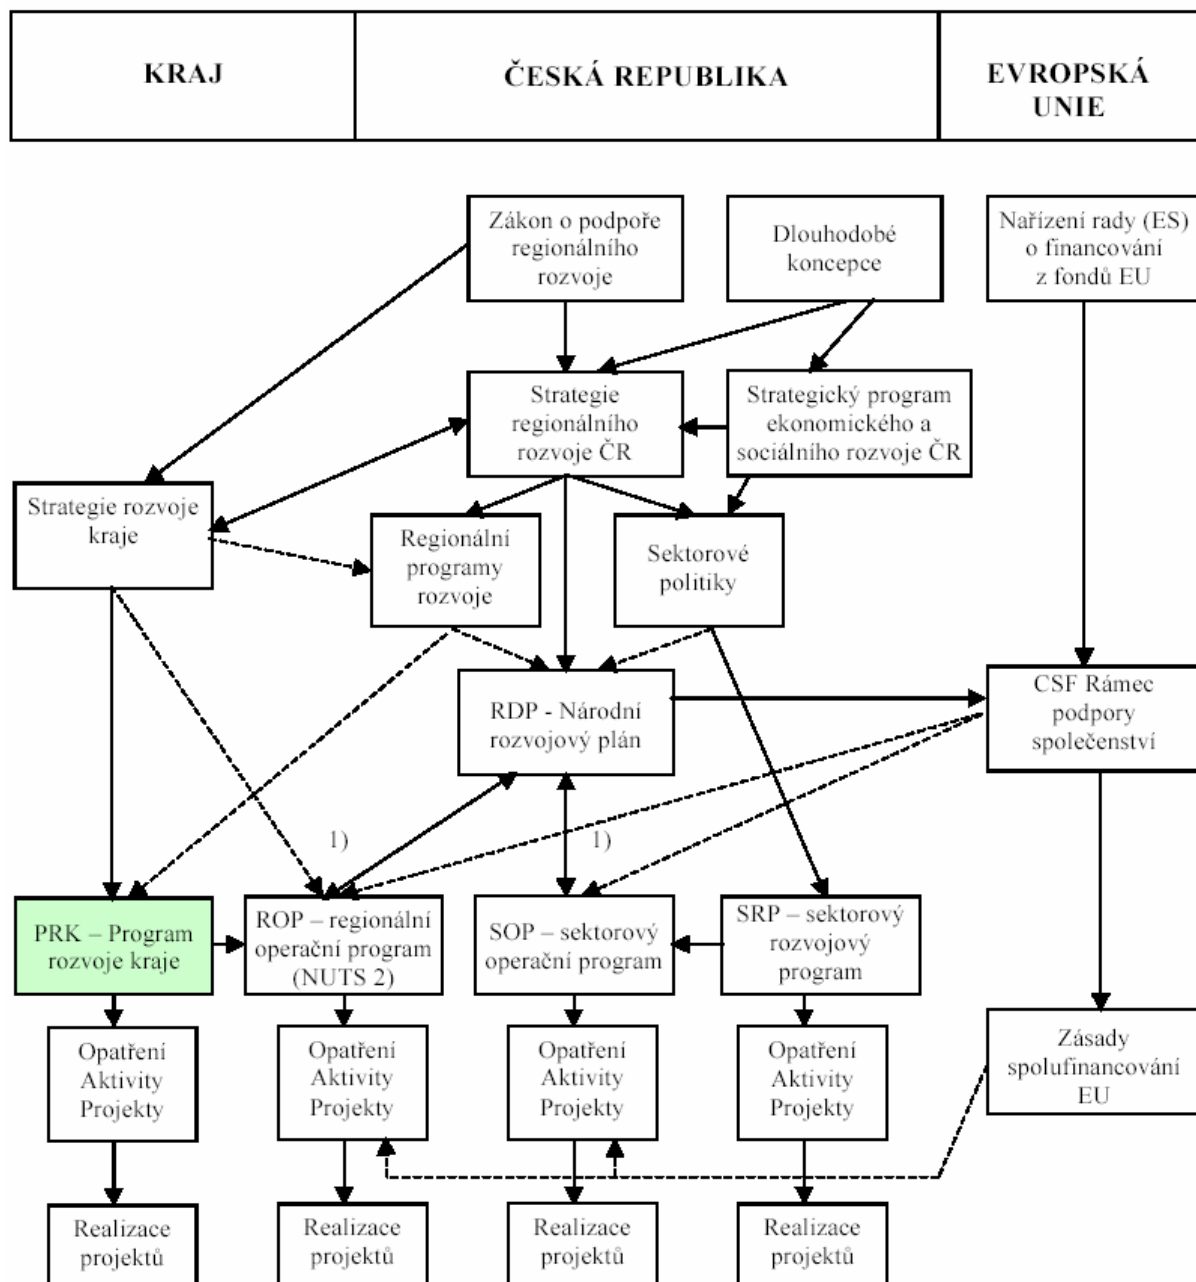 KRAJ
ČESKÁ REPUBLIKA
EVROPSKÁ
UNIE
Zákon o podpoře
regionálního
rozvoje
Dlouhodobé
koncepce
Nařízení rady (ES)
o financování
z fondů EU
Strategie
regionálního
rozvoje ČR
Strategický program
ekonomického a
sociálního rozvoje ČR
Strategie rozvoje
kraje
Regionální
programy
rozvoje
Sektorové
politiky
RDP - Národní
rozvojový plán
CSF Rámec
podpory
společenství
1)
1)
PRK – Program
rozvoje kraje
ROP – regionální
operační program
(NUTS 2)
SOP – sektorový
operační program
SRP – sektorový
rozvojový
program
Opatření
Aktivity
Projekty
Opatření
Aktivity
Projekty
Opatření
Aktivity
Projekty
Opatření
Aktivity
Projekty
Zásady
spolufinancování
EU
Realizace
projektů
Realizace
projektů
Realizace
projektů
Realizace
projektů